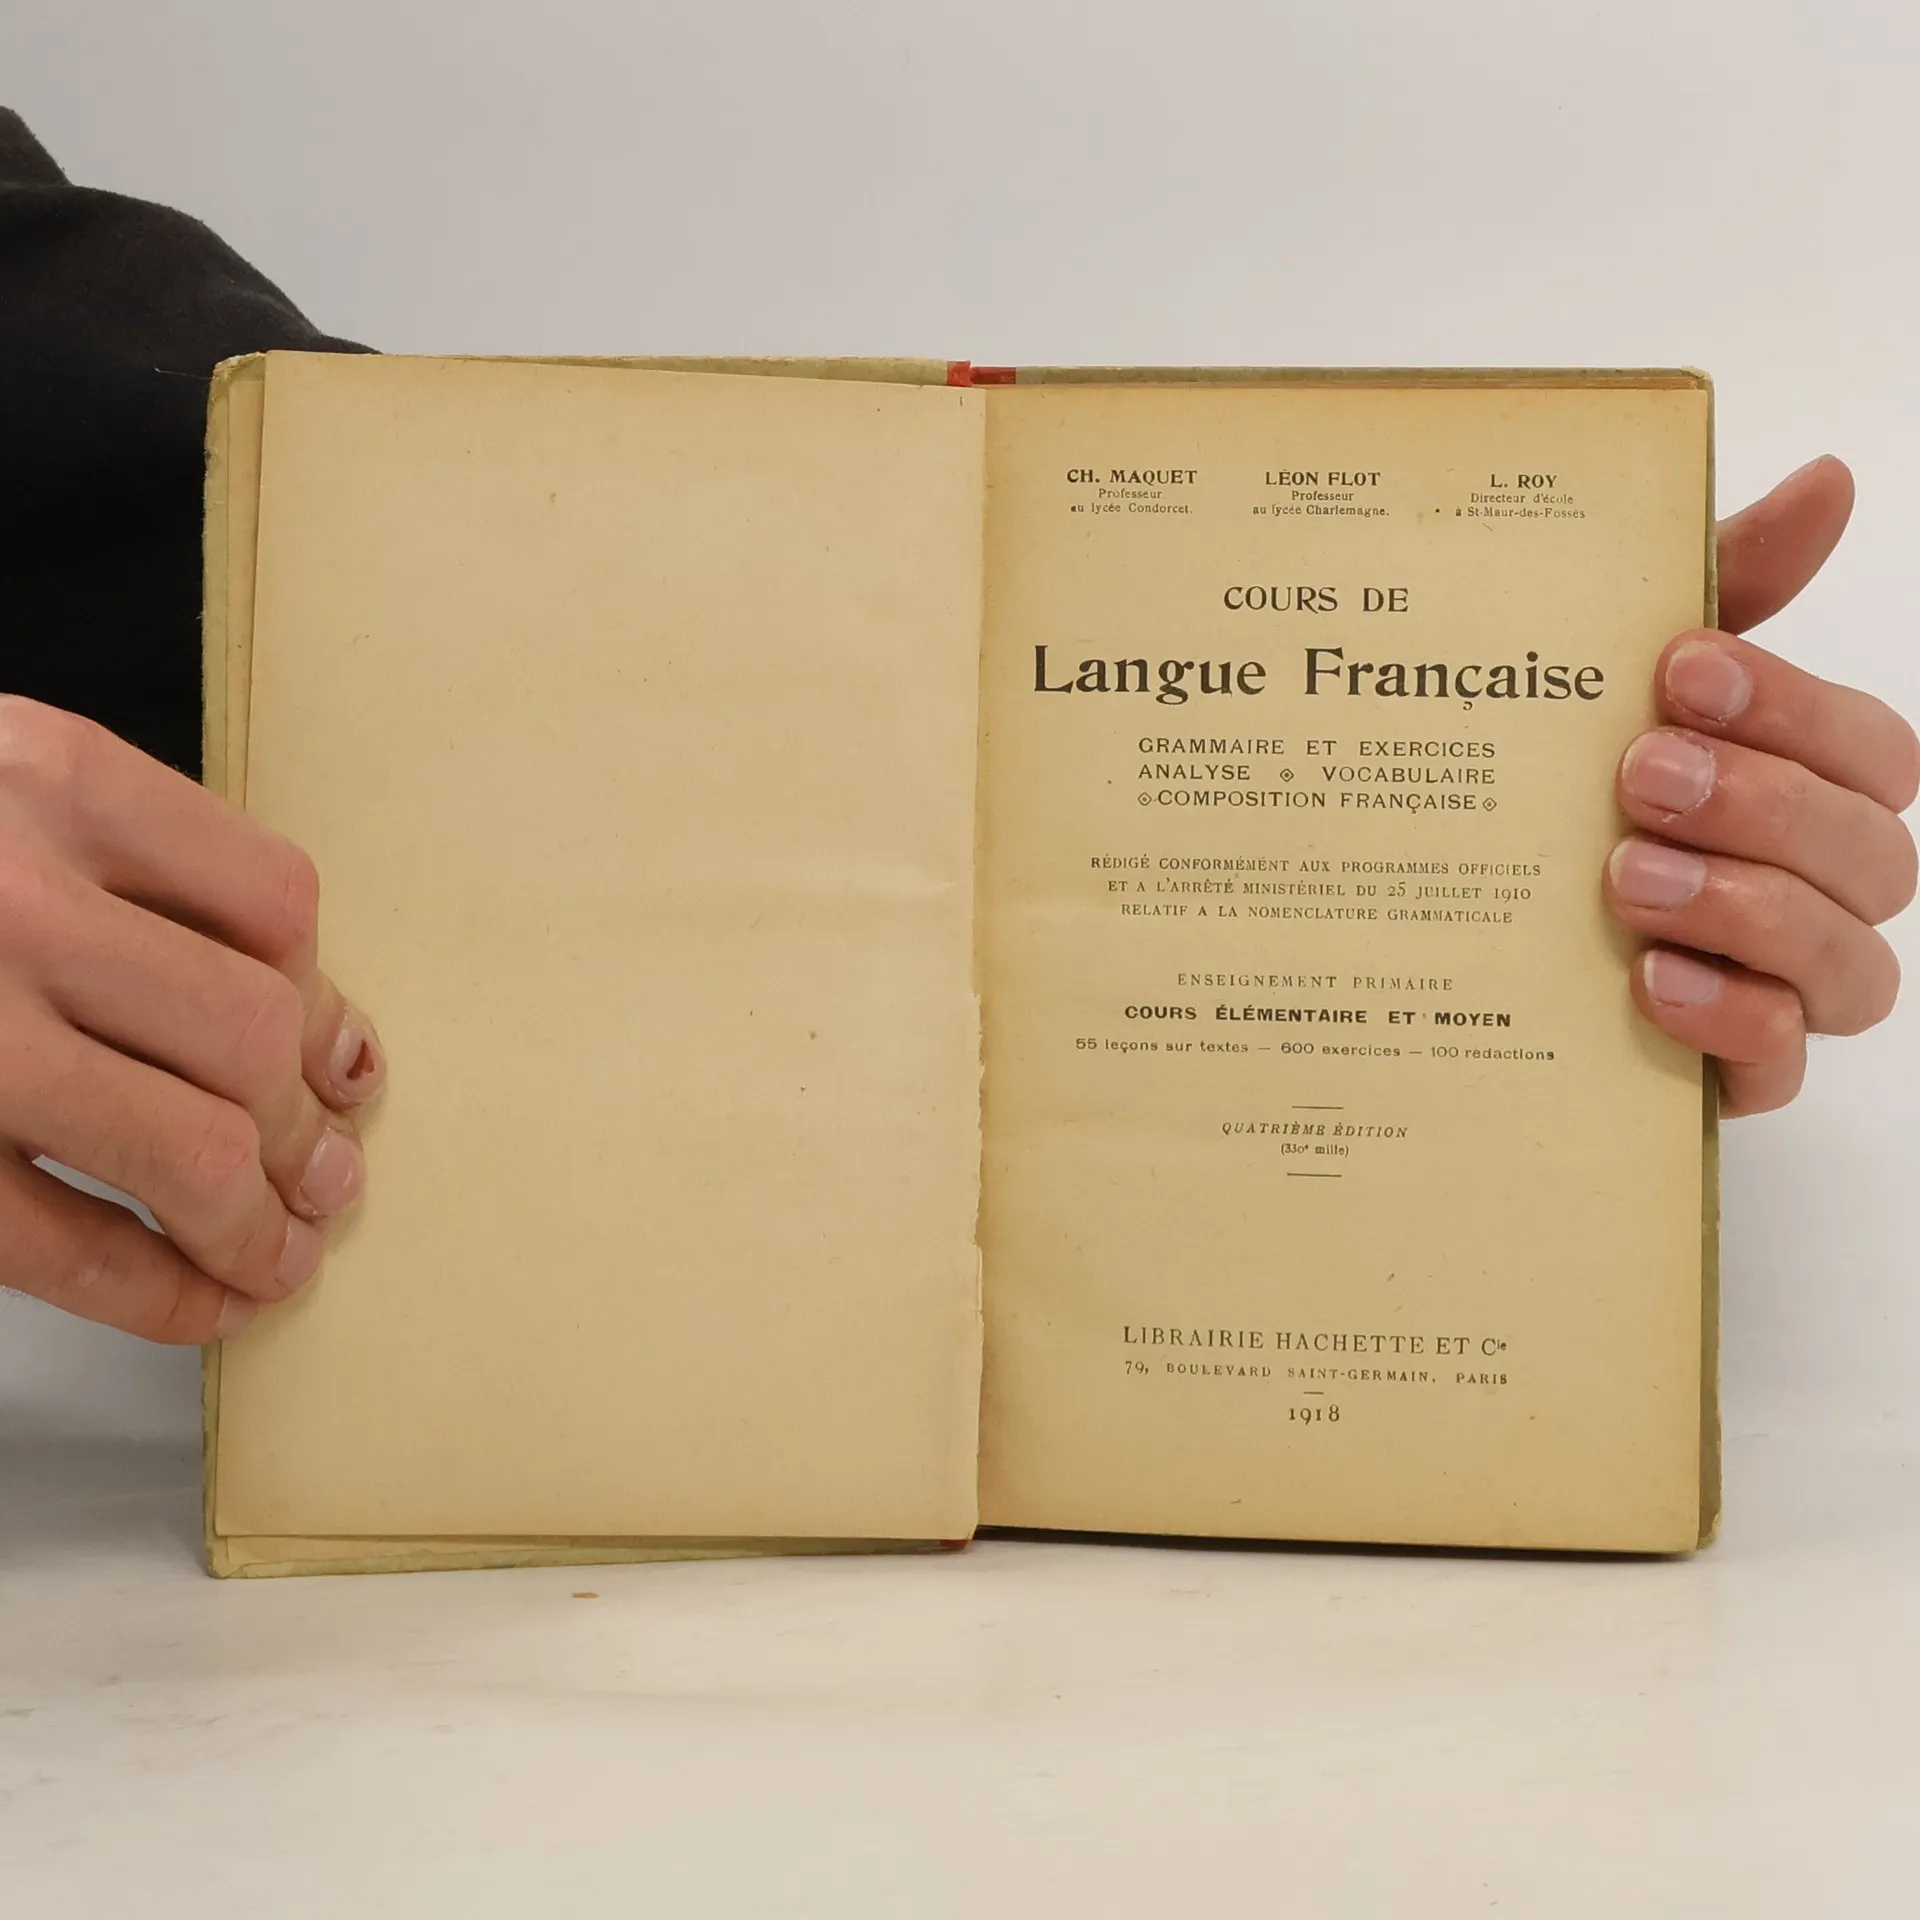 CH. MAQUET
Professeur
au lycée Condorcet.
LÉON FLOT
Professeur
au lycée Charlemagne.
L. ROY
Directeur d'école
à St-Maur-des-Fossés
COURS DE
Langue Française
GRAMMAIRE ET EXERCICES
ANALYSE VOCABULAIRE
COMPOSITION FRANÇAISE
RÉDIGÉ CONFORMÉMENT AUX PROGRAMMES OFFICIELS
ET A L'ARRÊTÉ MINISTÉRIEL DU 25 JUILLET 1910
RELATIF A LA NOMENCLATURE GRAMMATICALE
ENSEIGNEMENT PRIMAIRE
COURS ÉLÉMENTAIRE ET MOYEN
55 leçons sur textes — 600 exercices — 100 rédactions
QUATRIÈME ÉDITION
(330e mille)
LIBRAIRIE HACHETTE ET Cie
79, BOULEVARD SAINT-GERMAIN, PARIS
1918